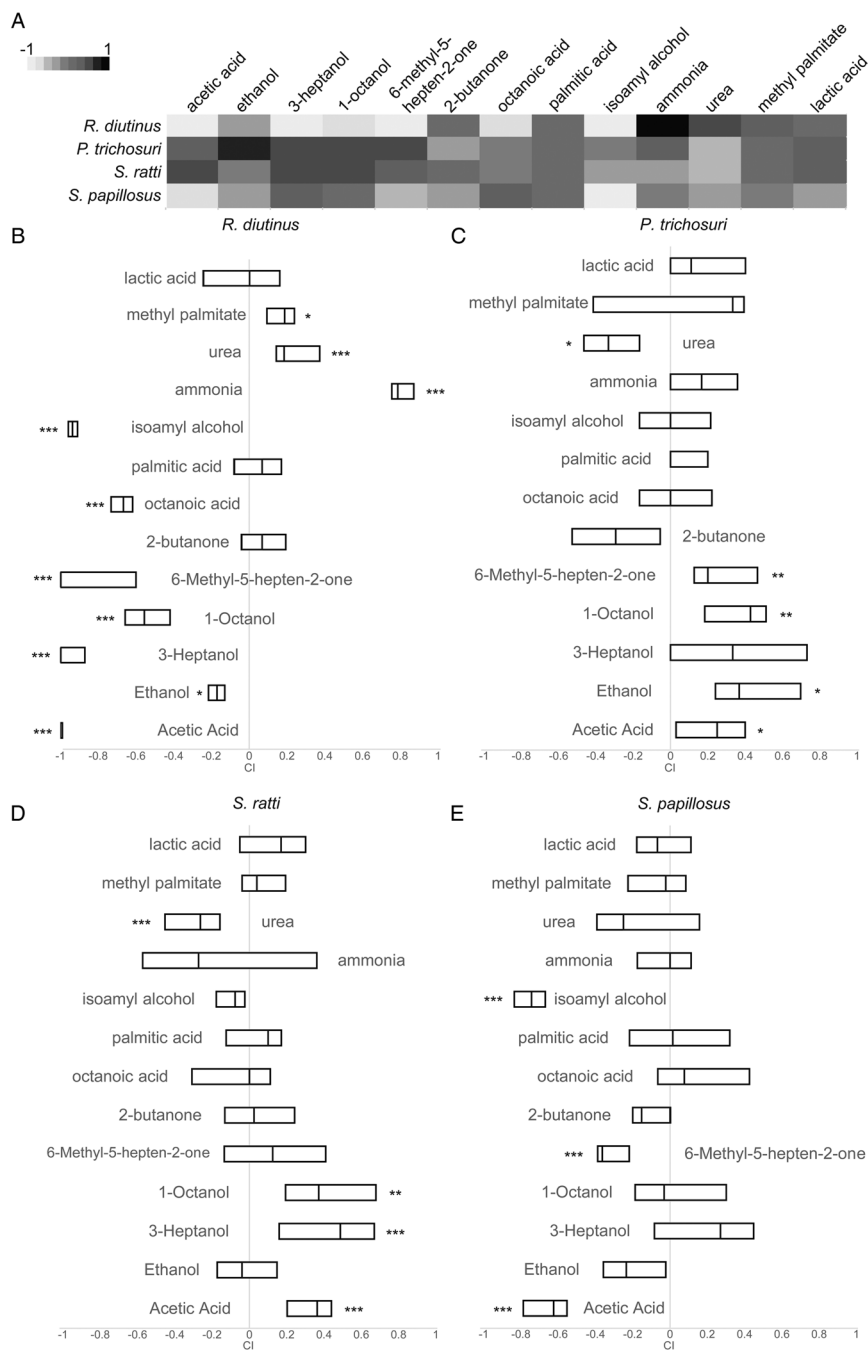 A
-1 1
acetic acid
ethanol
3-heptanol
1-octanol
6-methyl-5-
hepten-2-one
2-butanone
octanoic acid
palmitic acid
isoamyl alcohol
ammonia
urea
methyl palmitate
lactic acid
R. diutinus
P. trichosuri
S. ratti
S. papillosus
B
R. diutinus
lactic acid
methyl palmitate *
urea ***
ammonia ***
*** isoamyl alcohol
palmitic acid
*** octanoic acid
2-butanone
*** 6-Methyl-5-hepten-2-one
*** 1-Octanol
*** 3-Heptanol
Ethanol *
*** Acetic Acid
-1 -0.8 -0.6 -0.4 -0.2 0 0.2 0.4 0.6 0.8 1
CI
C
P. trichosuri
lactic acid
methyl palmitate
* urea
ammonia
isoamyl alcohol
palmitic acid
octanoic acid
2-butanone
6-Methyl-5-hepten-2-one **
1-Octanol **
3-Heptanol
Ethanol *
Acetic Acid *
-1 -0.8 -0.6 -0.4 -0.2 0 0.2 0.4 0.6 0.8 1
CI
D
S. ratti
lactic acid
methyl palmitate
*** urea
ammonia
isoamyl alcohol
palmitic acid
octanoic acid
2-butanone
6-Methyl-5-hepten-2-one
1-Octanol **
3-Heptanol ***
Ethanol
Acetic Acid ***
-1 -0.8 -0.6 -0.4 -0.2 0 0.2 0.4 0.6 0.8 1
CI
E
S. papillosus
lactic acid
methyl palmitate
urea
ammonia
*** isoamyl alcohol
palmitic acid
octanoic acid
2-butanone
*** 6-Methyl-5-hepten-2-one
1-Octanol
3-Heptanol
Ethanol
*** Acetic Acid
-1 -0.8 -0.6 -0.4 -0.2 0 0.2 0.4 0.6 0.8 1
CI